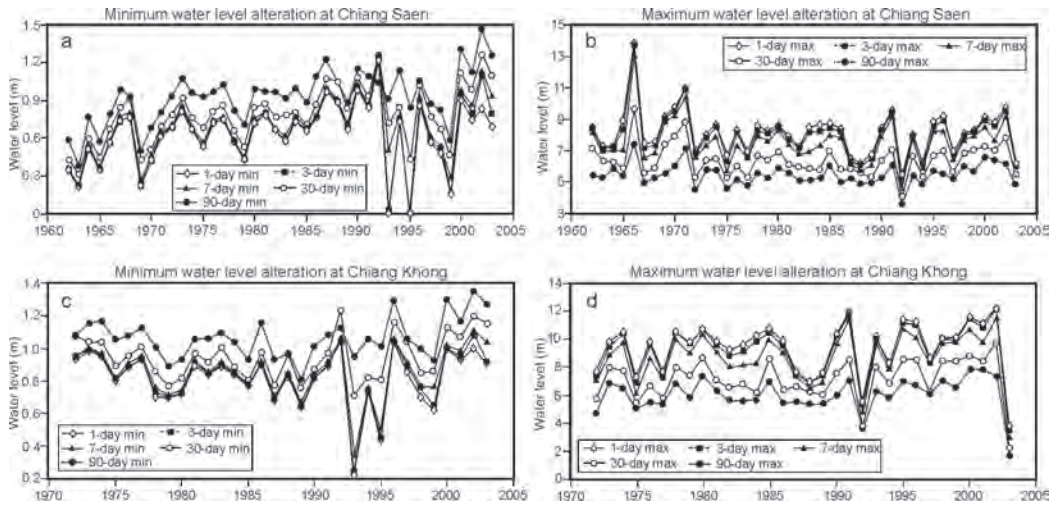 Minimum water level alteration at Chiang Saen
a
Water level (m)
1.5
1.2
0.9
0.6
0.3
0
1-day min
3-day min
7-day min
30-day min
90-day min
1960 1965 1970 1975 1980 1985 1990 1995 2000 2005
Maximum water level alteration at Chiang Saen
b
Water level (m)
15
13
11
9
7
5
3
1-day max
3-day max
7-day max
30-day max
90-day max
1960 1965 1970 1975 1980 1985 1990 1995 2000 2005
Minimum water level alteration at Chiang Khong
c
Water level (m)
1.4
1.2
1.0
0.8
0.6
0.4
0.2
1-day min
3-day min
7-day min
30-day min
90-day min
1970 1975 1980 1985 1990 1995 2000 2005
Maximum water level alteration at Chiang Khong
d
Water level (m)
14
12
10
8
6
4
2
0
1-day max
3-day max
7-day max
30-day max
90-day max
1970 1975 1980 1985 1990 1995 2000 2005